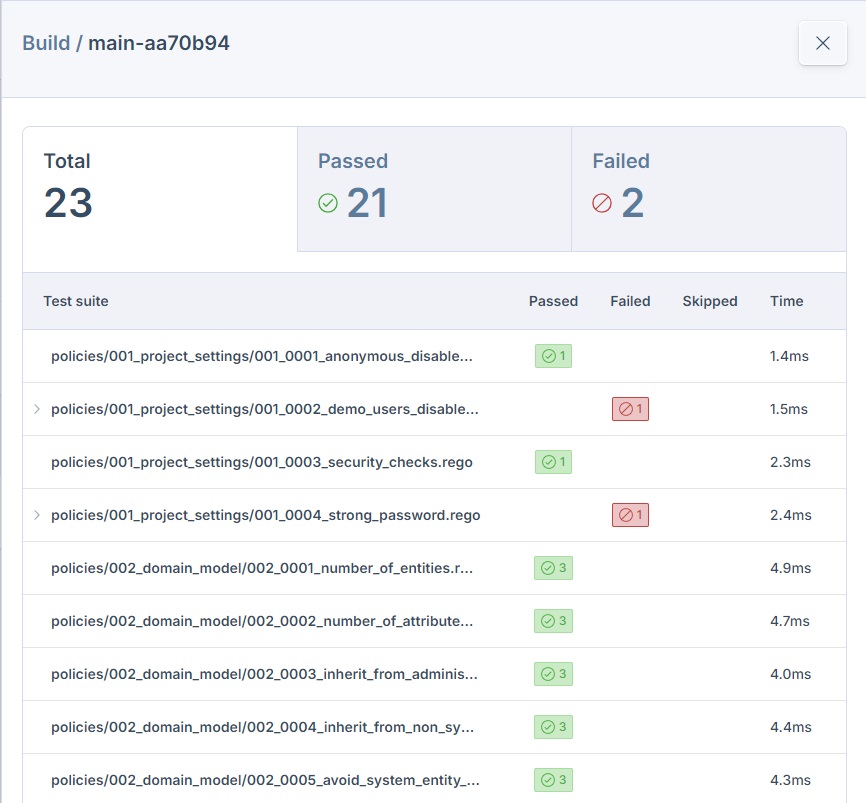 Build / main-aa70b94
Total Passed Failed
23 21 2
Test suite Passed Failed Skipped Time
policies/001_project_settings/001_0001_anonymous_disable... 1 1.4ms
policies/001_project_settings/001_0002_demo_users_disable... 1 1.5ms
policies/001_project_settings/001_0003_security_checks.rego 1 2.3ms
policies/001_project_settings/001_0004_strong_password.rego 1 2.4ms
policies/002_domain_model/002_0001_number_of_entities.r... 3 4.9ms
policies/002_domain_model/002_0002_number_of_attribute... 3 4.7ms
policies/002_domain_model/002_0003_inherit_from_adminis... 3 4.0ms
policies/002_domain_model/002_0004_inherit_from_non_sy... 3 4.4ms
policies/002_domain_model/002_0005_avoid_system_entity_... 3 4.3ms